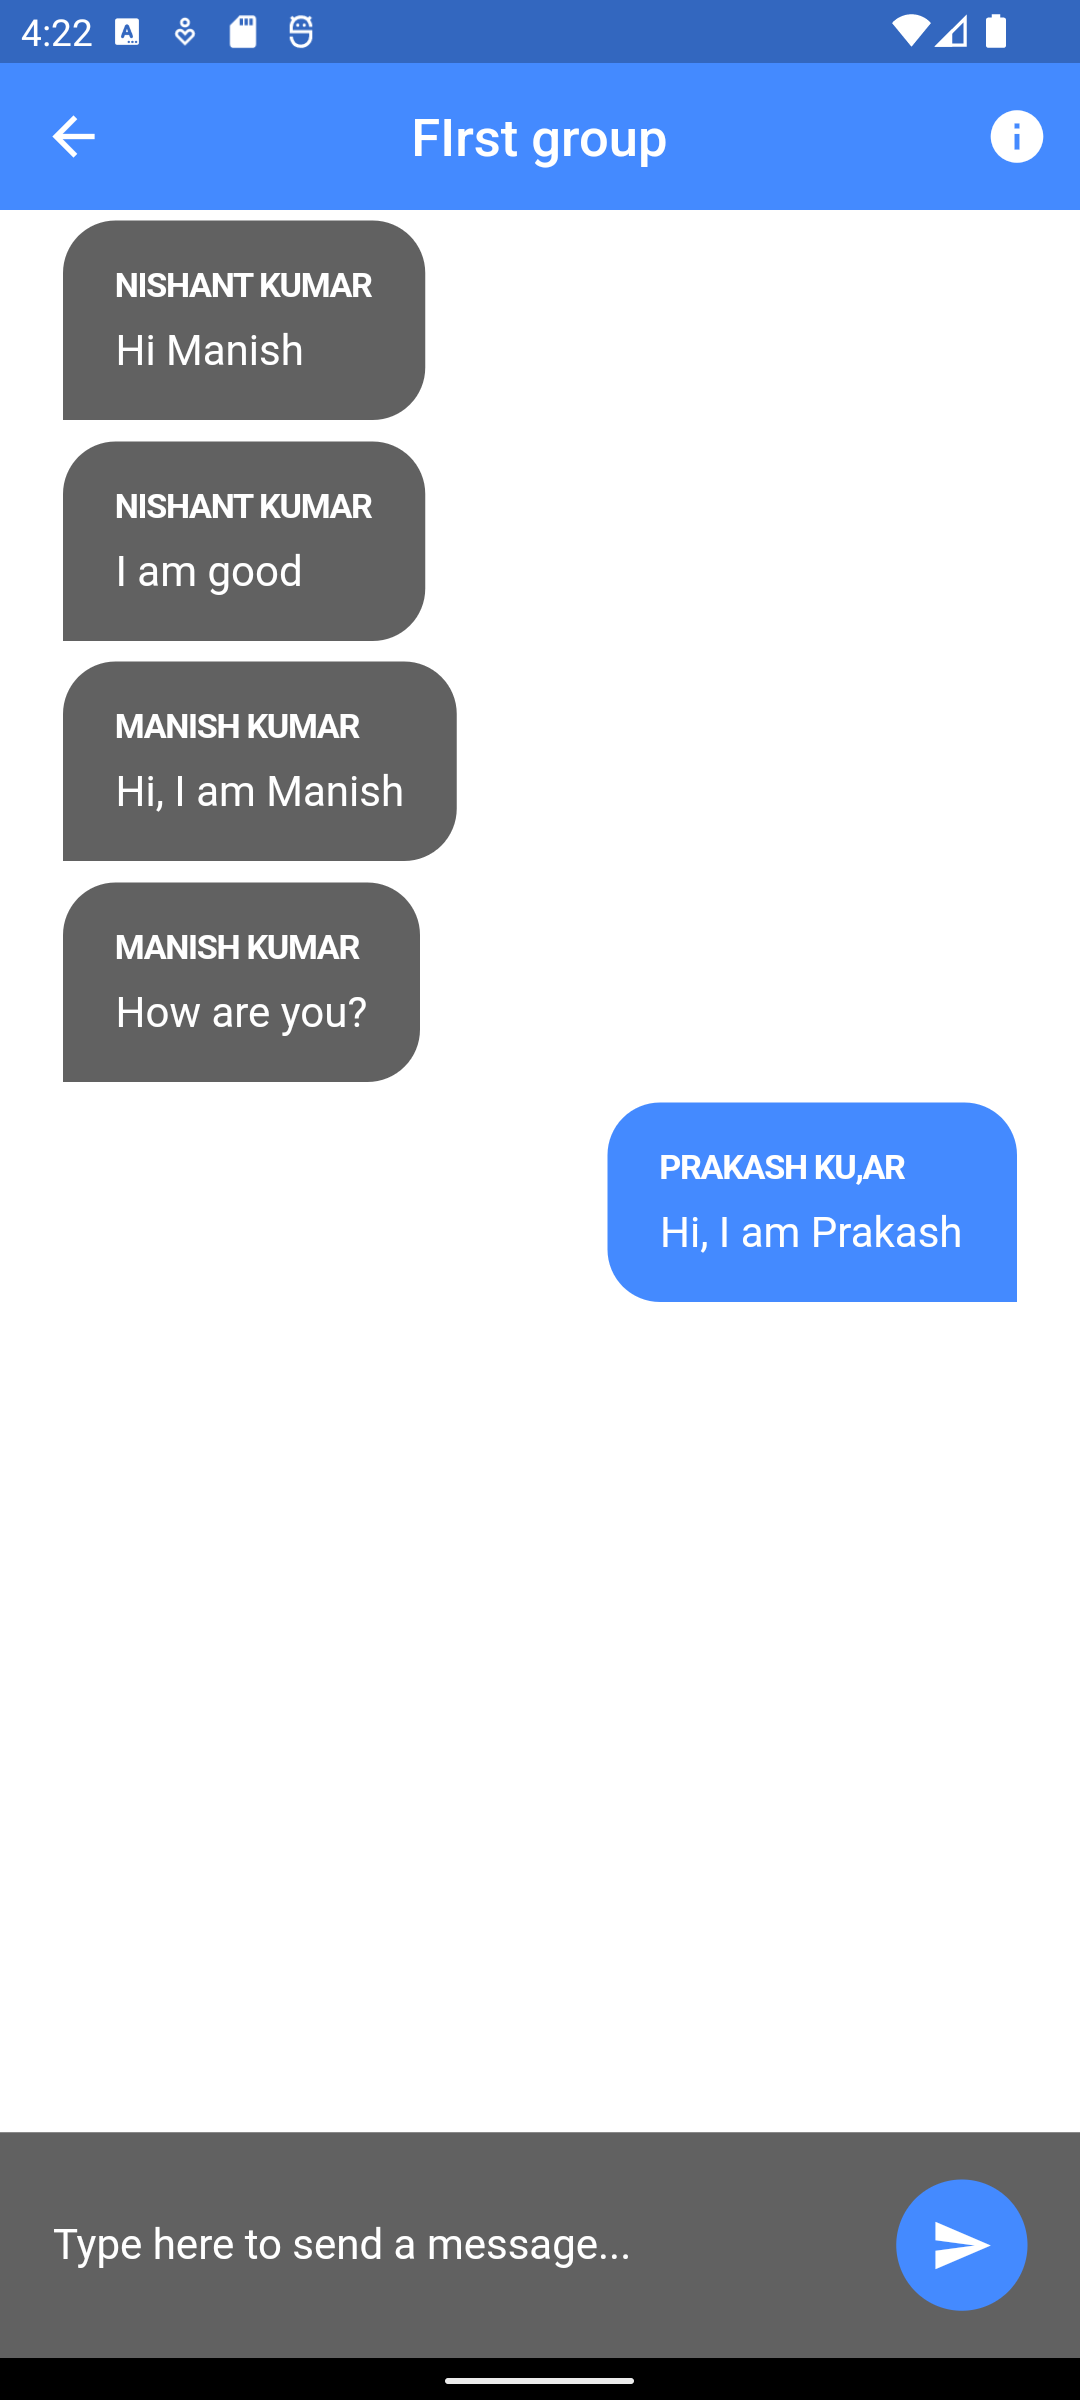 4:22
FIrst group
NISHANT KUMAR
Hi Manish
NISHANT KUMAR
I am good
MANISH KUMAR
Hi, I am Manish
MANISH KUMAR
How are you?
PRAKASH KU,AR
Hi, I am Prakash
Type here to send a message...